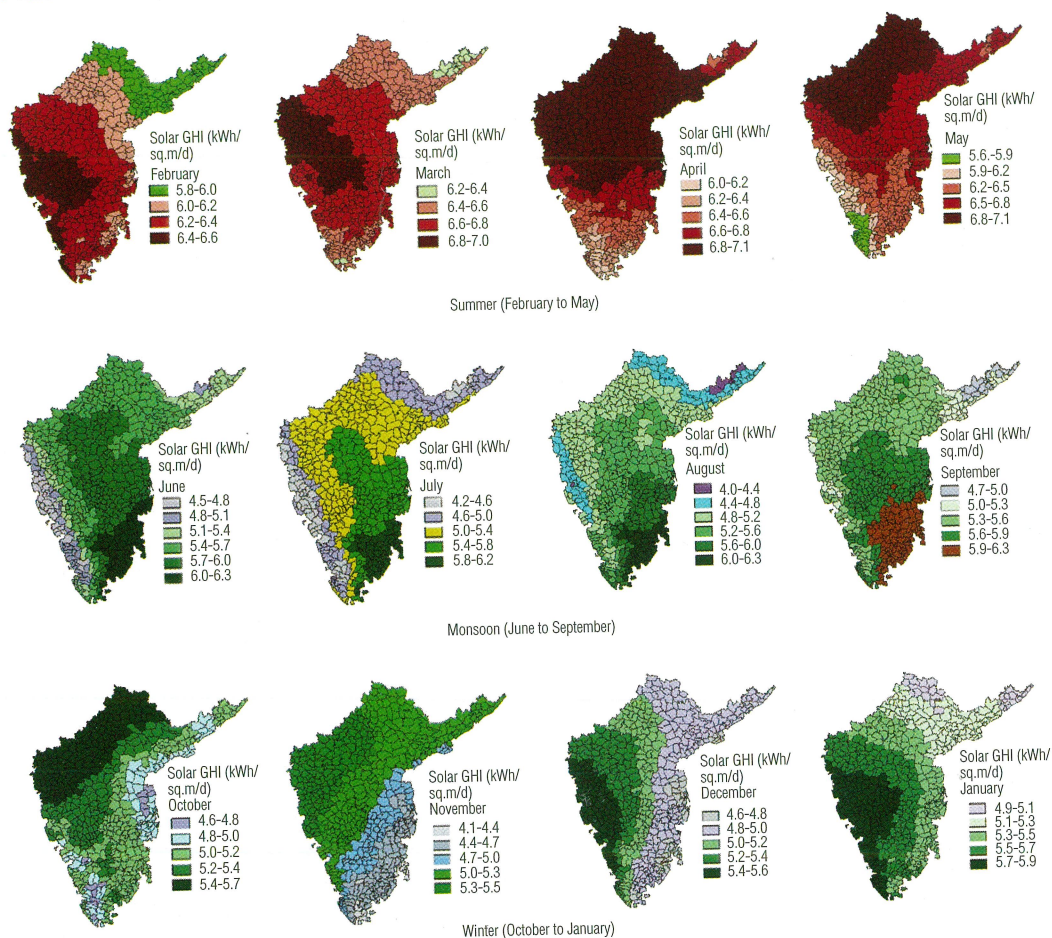 Solar GHI (kWh/
sq.m/d)
February
5.8–6.0
6.0–6.2
6.2–6.4
6.4–6.6
Solar GHI (kWh/
sq.m/d)
March
6.2–6.4
6.4–6.6
6.6–6.8
6.8–7.0
Solar GHI (kWh/
sq.m/d)
April
6.0–6.2
6.2–6.4
6.4–6.6
6.6–6.8
6.8–7.1
Solar GHI (kWh/
sq.m/d)
May
5.6.-5.9
5.9–6.2
6.2–6.5
6.5–6.8
6.8–7.1
Summer (February to May)
Solar GHI (kWh/
sq.m/d)
June
4.5–4.8
4.8–5.1
5.1–5.4
5.4–5.7
5.7–6.0
6.0–6.3
Solar GHI (kWh/
sq.m/d)
July
4.2–4.6
4.6–5.0
5.0–5.4
5.4–5.8
5.8–6.2
Solar GHI (kWh/
sq.m/d)
August
4.0–4.4
4.4–4.8
4.8–5.2
5.2–5.6
5.6–6.0
6.0–6.3
Solar GHI (kWh/
sq.m/d)
September
4.7–5.0
5.0–5.3
5.3–5.6
5.6–5.9
5.9–6.3
Monsoon (June to September)
Solar GHI (kWh/
sq.m/d)
October
4.6–4.8
4.8–5.0
5.0–5.2
5.2–5.4
5.4–5.7
Solar GHI (kWh/
sq.m/d)
November
4.1–4.4
4.4–4.7
4.7–5.0
5.0–5.3
5.3–5.5
Solar GHI (kWh/
sq.m/d)
December
4.6–4.8
4.8–5.0
5.0–5.2
5.2–5.4
5.4–5.6
Solar GHI (kWh/
sq.m/d)
January
4.9–5.1
5.1–5.3
5.3–5.5
5.5–5.7
5.7–5.9
Winter (October to January)